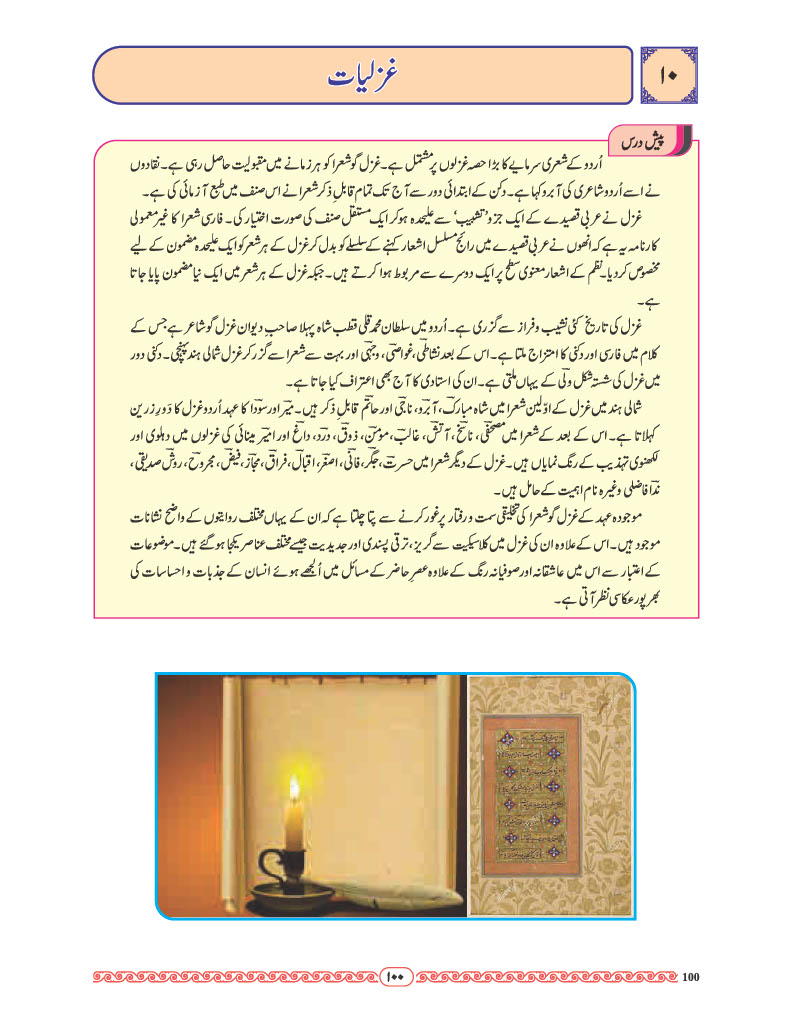 ۱۰
غزلیات
پیش درس
اُردو کے شعری سرمایے کا بڑا حصہ غزلوں پر مشتمل ہے۔ غزل گو شعرا کو ہر زمانے میں مقبولیت حاصل رہی ہے۔ نقادوں
نے اسے اُردو شاعری کی آبرو کہا ہے۔ دکن کے ابتدائی دور سے آج تک تمام قابلِ ذکر شعرا نے اس صنف میں طبع آزمائی کی ہے۔
غزل نے عربی قصیدے کے ایک جزو 'تشبیب' سے علیحدہ ہوکر ایک مستقل صنف کی صورت اختیار کی۔ فارسی شعرا کا غیر معمولی
کارنامہ یہ ہے کہ انھوں نے عربی قصیدے میں رائج مسلسل اشعار کہنے کے سلسلے کو بدل کر غزل کے ہر شعر کو ایک علیحدہ مضمون کے لیے
مخصوص کردیا۔ نظم کے اشعار معنوی سطح پر ایک دوسرے سے مربوط ہوا کرتے ہیں۔ جبکہ غزل کے ہر شعر میں ایک نیا مضمون پایا جاتا
ہے۔
غزل کی تاریخ کئی نشیب و فراز سے گزری ہے۔ اُردو میں سلطان محمد قلی قطب شاہ پہلا صاحبِ دیوان غزل گو شاعر ہے جس کے
کلام میں فارسی اور دکنی کا امتزاج ملتا ہے۔ اس کے بعد نشاطیؔ، غواصیؔ، وجہیؔ اور بہت سے شعرا سے گزر کر غزل شمالی ہند پہنچی۔ دکنی دور
میں غزل کی شستہ شکل ولیؔ کے یہاں ملتی ہے۔ ان کی استادی کا آج بھی اعتراف کیا جاتا ہے۔
شمالی ہند میں غزل کے اوّلین شعرا میں شاہ مبارک آبرو، ناجیؔ اور حاتمؔ قابلِ ذکر ہیں۔ میرؔ اور سوداؔ کا عہد اُردو غزل کا دَورِ زرین
کہلاتا ہے۔ اس کے بعد کے شعرا میں مصحفیؔ، ناسخؔ، آتشؔ، غالبؔ، مومنؔ، ذوقؔ، دردؔ، داغؔ اور امیرؔ مینائی کی غزلوں میں دہلوی اور
لکھنوی تہذیب کے رنگ نمایاں ہیں۔ غزل کے دیگر شعرا میں حسرتؔ، جگرؔ، فانیؔ، اصغرؔ، اقبالؔ، فراقؔ، مجازؔ، فیضؔ، مجروحؔ، روشؔ صدیقی،
نداؔ فاضلی وغیرہ نام اہمیت کے حامل ہیں۔
موجودہ عہد کے غزل گو شعرا کی تخلیقی سمت و رفتار پر غور کرنے سے پتا چلتا ہے کہ ان کے یہاں مختلف روایتوں کے واضح نشانات
موجود ہیں۔ اس کے علاوہ ان کی غزل میں کلاسیکیت سے گریز، ترقی پسندی اور جدیدیت جیسے مختلف عناصر یکجا ہوگئے ہیں۔ موضوعات
کے اعتبار سے اس میں عاشقانہ اور صوفیانہ رنگ کے علاوہ عصرِ حاضر کے مسائل میں اُلجھے ہوئے انسان کے جذبات و احساسات کی
بھرپور عکاسی نظر آتی ہے۔
۱۰۰
100